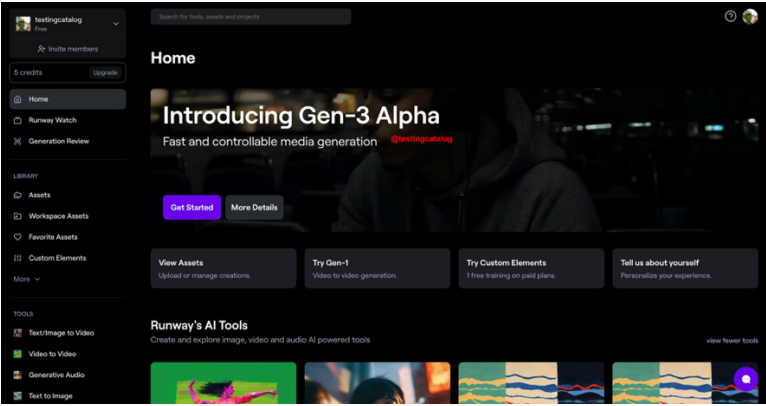 testingcatalog
Free
Invite members
5 credits
Upgrade
Home
Runway Watch
Generation Review
LIBRARY
Assets
Workspace Assets
Favorite Assets
Custom Elements
More
TOOLS
Text/Image to Video
Video to Video
Generative Audio
Text to Image
Search for tools, assets and projects
Home
Introducing Gen-3 Alpha
Fast and controllable media generation
@testingcatalog
Get Started
More Details
View Assets
Upload or manage creations.
Try Gen-1
Video to video generation.
Try Custom Elements
1 free training on paid plans.
Tell us about yourself
Personalize your experience.
Runway's AI Tools
Create and explore image, video and audio AI powered tools
view fewer tools